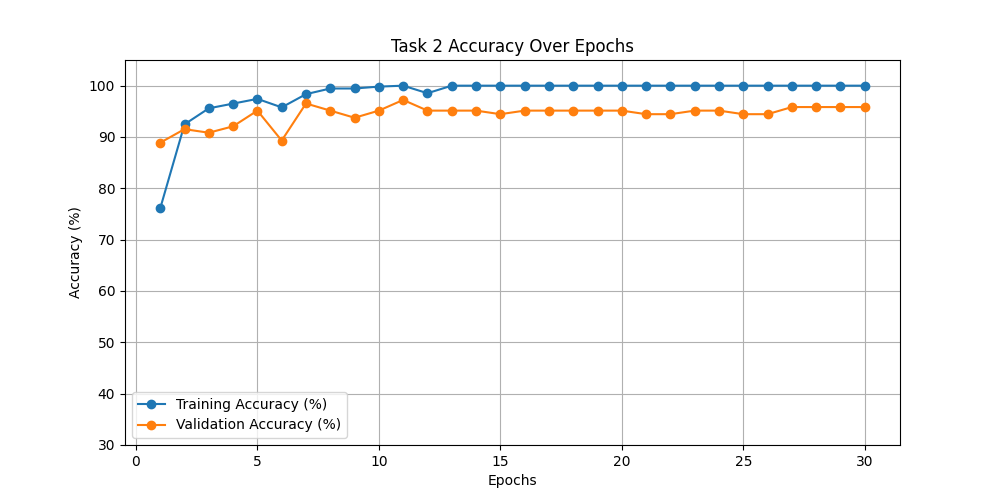 Task 2 Accuracy Over Epochs
Accuracy (%)
100
90
80
70
60
50
40
30
Training Accuracy (%)
Validation Accuracy (%)
0 5 10 15 20 25 30
Epochs